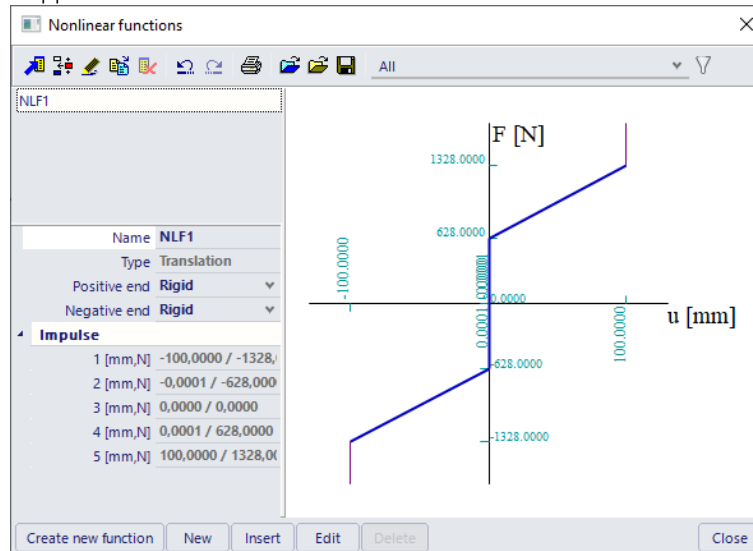 Nonlinear functions
All
NLF1
Name NLF1
Type Translation
Positive end Rigid
Negative end Rigid
Impulse
1 [mm,N] -100,0000 / -1328,
2 [mm,N] -0,0001 / -628,000
3 [mm,N] 0,0000 / 0,0000
4 [mm,N] 0,0001 / 628,0000
5 [mm,N] 100,0000 / 1328,00
F [N]
1328.0000
628.0000
-100.0000
0.0000
0.0001
100.0000
u [mm]
-628.0000
-1328.0000
Create new function New Insert Edit Delete Close